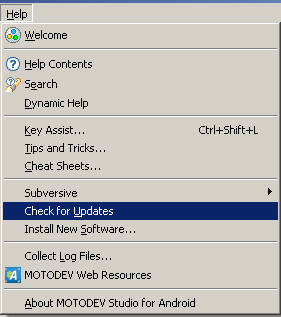 Help
Welcome
Help Contents
Search
Dynamic Help
Key Assist... Ctrl+Shift+L
Tips and Tricks...
Cheat Sheets...
Subversive
Check for Updates
Install New Software...
Collect Log Files...
MOTODEV Web Resources
About MOTODEV Studio for Android